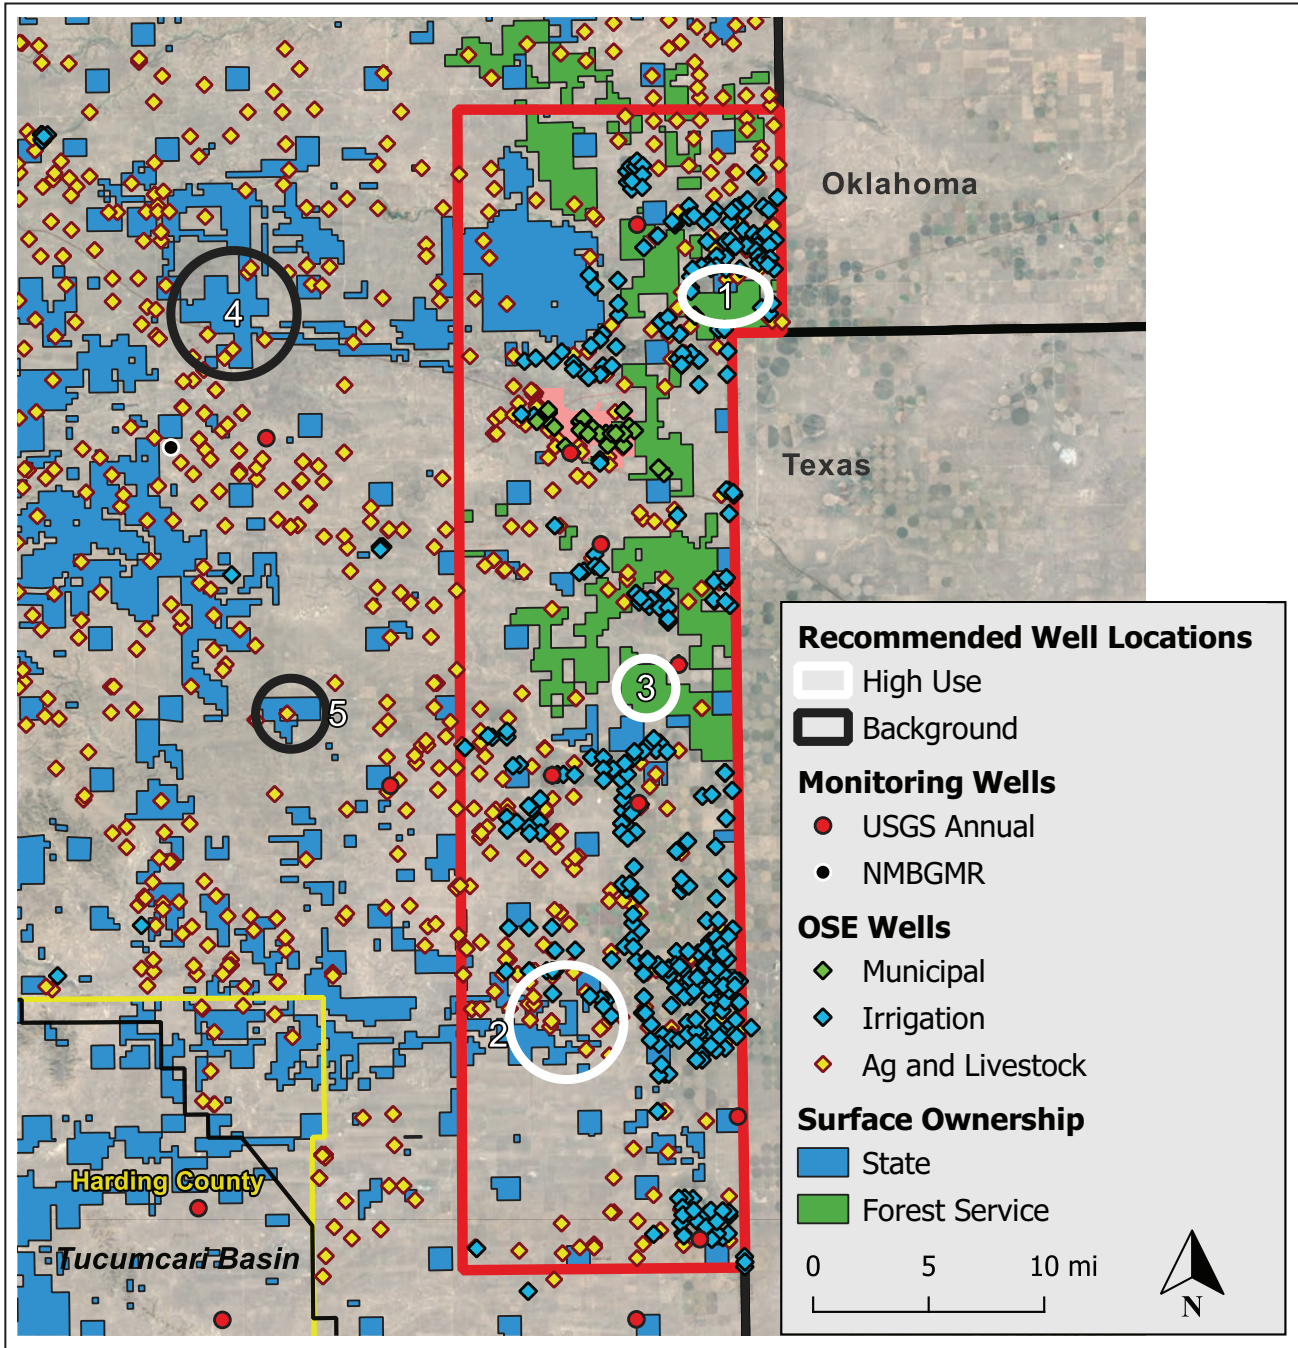 Oklahoma
1
4
Texas
3
5
2
Harding County
Tucumcari Basin
Recommended Well Locations
High Use
Background
Monitoring Wells
USGS Annual
NMBGMR
OSE Wells
Municipal
Irrigation
Ag and Livestock
Surface Ownership
State
Forest Service
0 5 10 mi
N